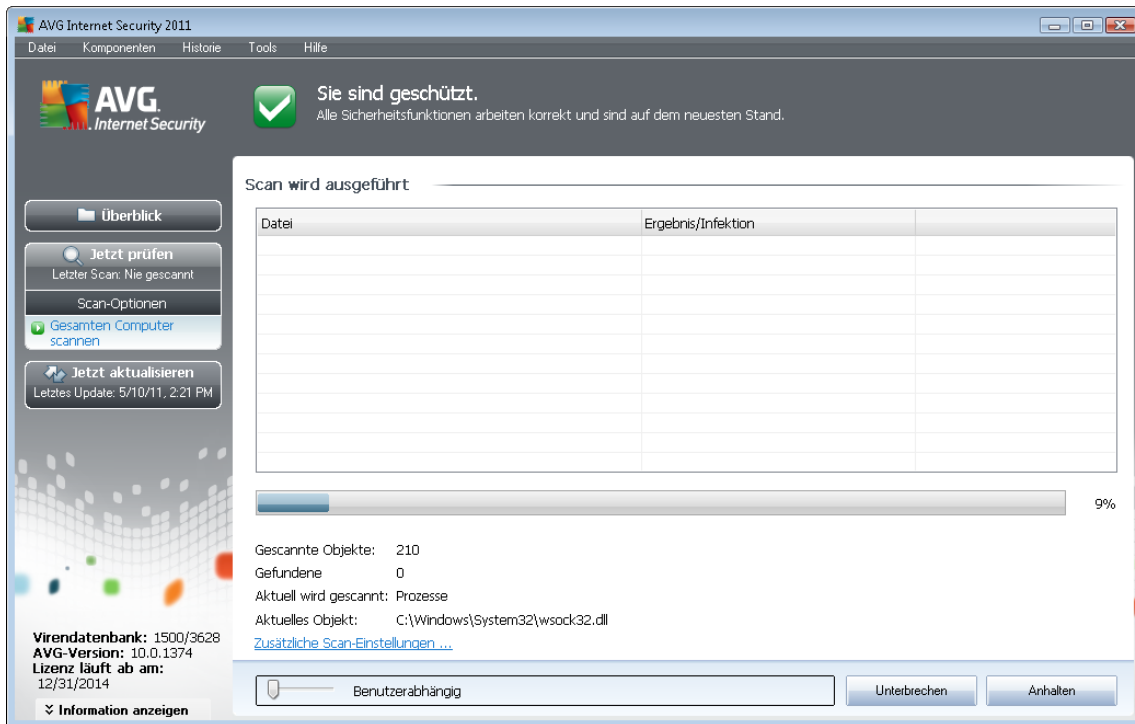 AVG Internet Security 2011
Datei Komponenten Historie Tools Hilfe
AVG.
Internet Security
Sie sind geschützt.
Alle Sicherheitsfunktionen arbeiten korrekt und sind auf dem neuesten Stand.
Überblick
Jetzt prüfen
Letzter Scan: Nie gescannt
Scan-Optionen
Gesamten Computer
scannen
Jetzt aktualisieren
Letztes Update: 5/10/11, 2:21 PM
Virendatenbank: 1500/3628
AVG-Version: 10.0.1374
Lizenz läuft ab am:
12/31/2014
Information anzeigen
Scan wird ausgeführt
Datei Ergebnis/Infektion
9%
Gescannte Objekte: 210
Gefundene 0
Aktuell wird gescannt: Prozesse
Aktuelles Objekt: C:\Windows\System32\wsock32.dll
Zusätzliche Scan-Einstellungen ...
Benutzerabhängig
Unterbrechen
Anhalten